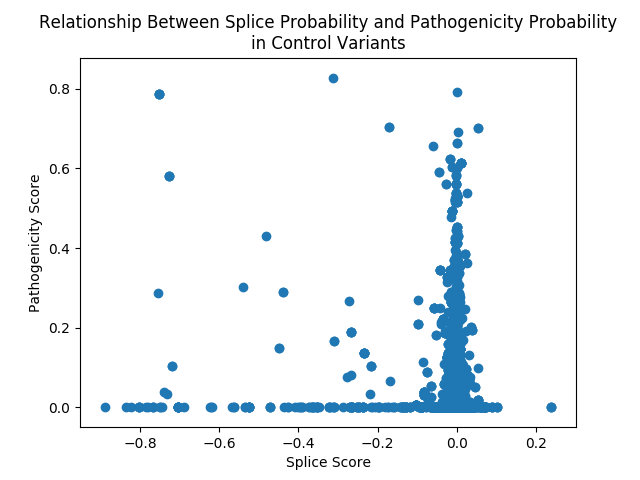 Relationship Between Splice Probability and Pathogenicity Probability
in Control Variants
Pathogenicity Score
0.8
0.6
0.4
0.2
0.0
−0.8
−0.6
−0.4
−0.2
0.0
0.2
Splice Score